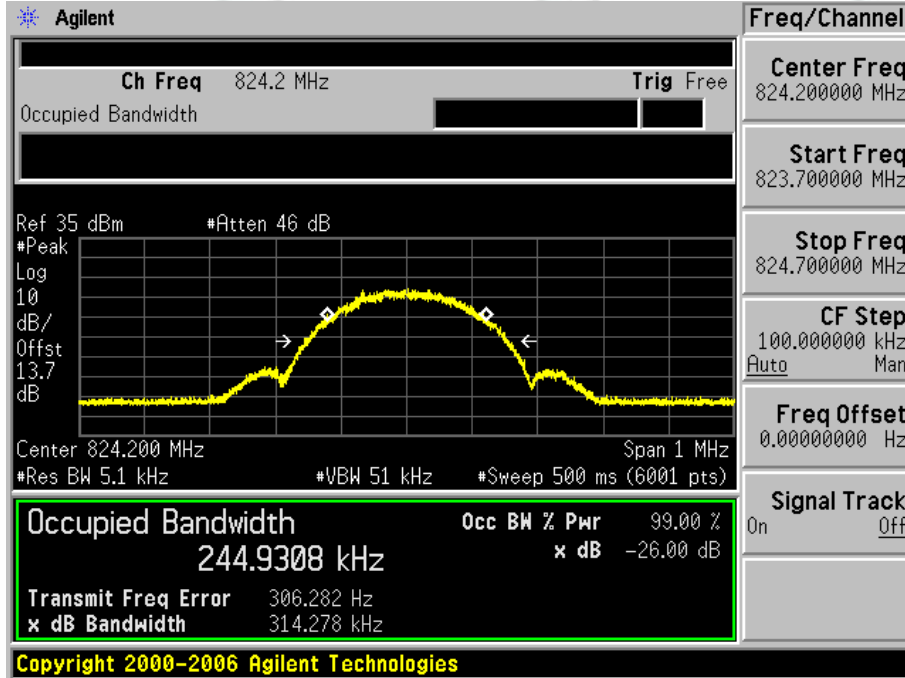 Agilent
Freq/Channel
Ch Freq 824.2 MHz Trig Free
Occupied Bandwidth
Center Freq
824.200000 MHz
Start Freq
823.700000 MHz
Stop Freq
824.700000 MHz
CF Step
100.000000 kHz
Auto Man
Freq Offset
0.00000000 Hz
Signal Track
On Off
Ref 35 dBm #Atten 46 dB
#Peak
Log
10
dB/
Offst
13.7
dB
Center 824.200 MHz Span 1 MHz
#Res BW 5.1 kHz #VBW 51 kHz #Sweep 500 ms (6001 pts)
Occupied Bandwidth
244.9308 kHz
Occ BW % Pwr 99.00 %
x dB -26.00 dB
Transmit Freq Error 306.282 Hz
x dB Bandwidth 314.278 kHz
Copyright 2000-2006 Agilent Technologies